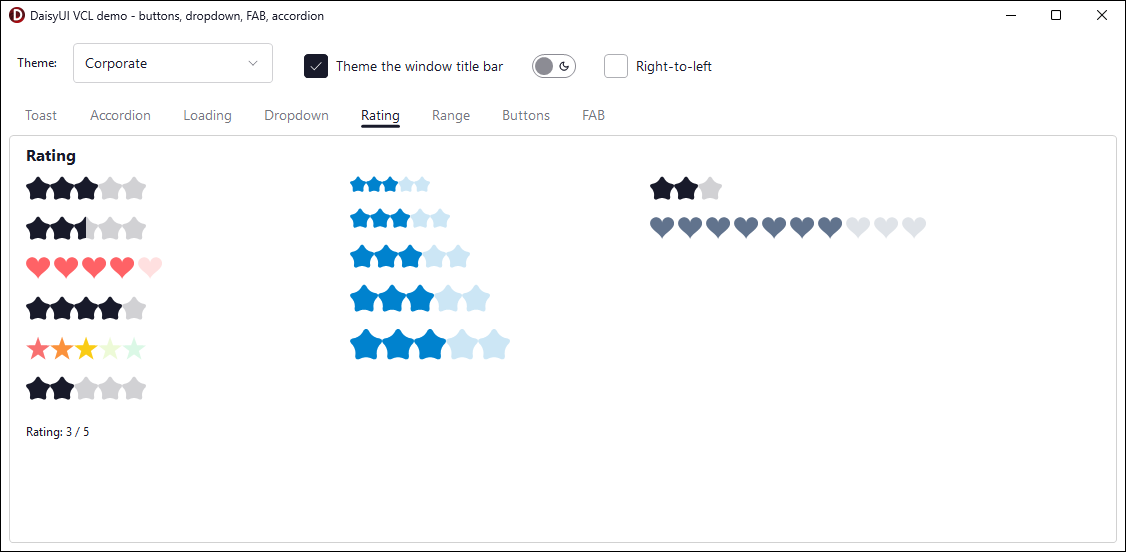 DaisyUI VCL demo - buttons, dropdown, FAB, accordion
Theme: Corporate Theme the window title bar Right-to-left
Toast Accordion Loading Dropdown Rating Range Buttons FAB
Rating
Rating: 3 / 5